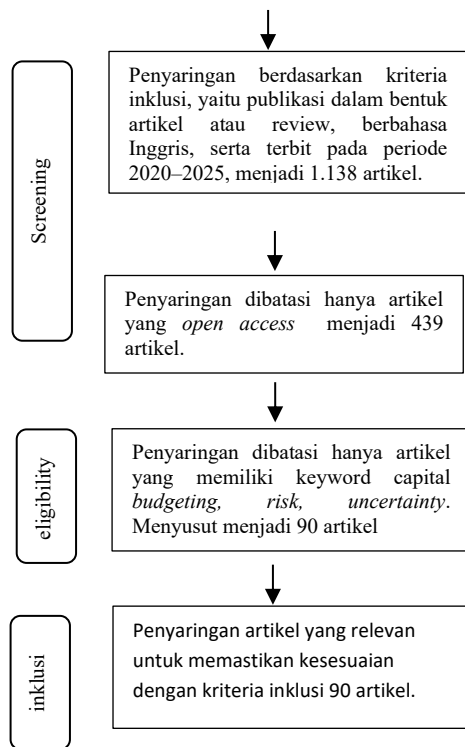 Screening
Penyaringan berdasarkan kriteria
inklusi, yaitu publikasi dalam bentuk
artikel atau review, berbahasa
Inggris, serta terbit pada periode
2020–2025, menjadi 1.138 artikel.
Penyaringan dibatasi hanya artikel
yang open access menjadi 439
artikel.
eligibility
Penyaringan dibatasi hanya artikel
yang memiliki keyword capital
budgeting, risk, uncertainty.
Menyusut menjadi 90 artikel
inklusi
Penyaringan artikel yang relevan
untuk memastikan kesesuaian
dengan kriteria inklusi 90 artikel.